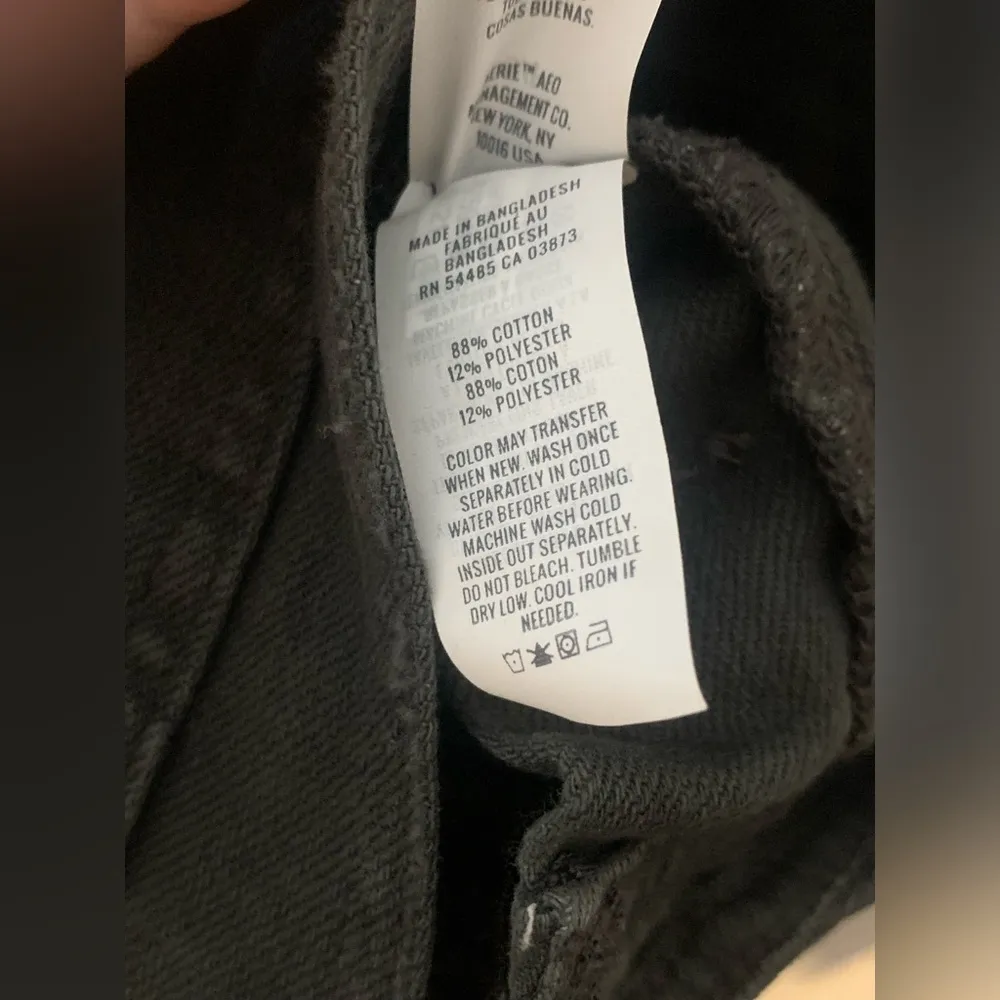 COSAS BUENAS.
AEO
NEW YORK, NY
10016 USA
MADE IN BANGLADESH
FABRIQUE AU
BANGLADESH
RN 54485 CA 03873
88% COTTON
12% POLYESTER
88% COTON
12% POLYESTER
COLOR MAY TRANSFER
WHEN NEW. WASH ONCE
SEPARATELY IN COLD
WATER BEFORE WEARING.
MACHINE WASH COLD
INSIDE OUT SEPARATELY.
DO NOT BLEACH. TUMBLE
DRY LOW. COOL IRON IF
NEEDED.